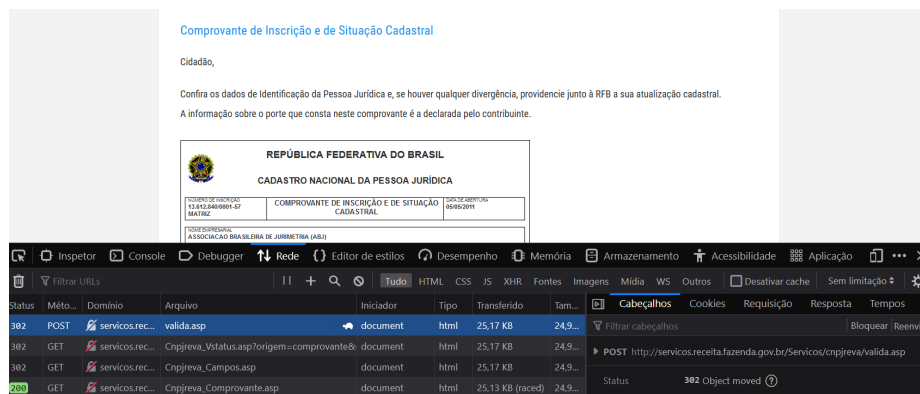 Comprovante de Inscrição e de Situação Cadastral
Cidadão,
Confira os dados de Identificação da Pessoa Jurídica e, se houver qualquer divergência, providencie junto à RFB a sua atualização cadastral.
A informação sobre o porte que consta neste comprovante é a declarada pelo contribuinte.
REPÚBLICA FEDERATIVA DO BRASIL
CADASTRO NACIONAL DA PESSOA JURÍDICA
NÚMERO DE INSCRIÇÃO
13.612.840/0001-57
MATRIZ
COMPROVANTE DE INSCRIÇÃO E DE SITUAÇÃO
CADASTRAL
DATA DE ABERTURA
05/05/2011
NOME EMPRESARIAL
ASSOCIACAO BRASILEIRA DE JURIMETRIA (ABJ)
Inspetor Console Debugger Rede Editor de estilos Desempenho Memória Armazenamento Acessibilidade Aplicação
Filtrar URLs Tudo HTML CSS JS XHR Fontes Imagens Mídia WS Outros Desativar cache Sem limitação
Status Méto... Domínio Arquivo Iniciador Tipo Transferido Tam... Cabeçalhos Cookies Requisição Resposta Tempos
302 POST servicos.rec... valida.asp document html 25,17 KB 24,9...
302 GET servicos.rec... Cnpjreva_Vstatus.asp?origem=comprovante& document html 25,17 KB 24,9...
302 GET servicos.rec... Cnpjreva_Campos.asp document html 25,17 KB 24,9...
200 GET servicos.rec... Cnpjreva_Comprovante.asp document html 25,13 KB (raced) 24,9...
Filtrar cabeçalhos Bloquear Reenvi
POST http://servicos.receita.fazenda.gov.br/Servicos/cnpjreva/valida.asp
Status 302 Object moved